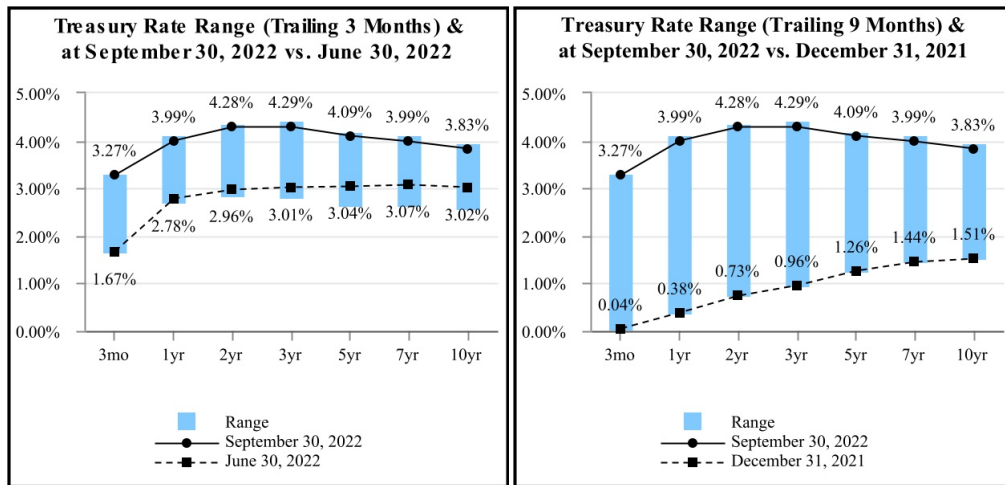 Treasury Rate Range (Trailing 3 Months) &
at September 30, 2022 vs. June 30, 2022
5.00%
4.00%
3.00%
2.00%
1.00%
0.00%
3.27%
3.99%
4.28%
4.29%
4.09%
3.99%
3.83%
1.67%
2.78%
2.96%
3.01%
3.04%
3.07%
3.02%
3mo
1yr
2yr
3yr
5yr
7yr
10yr
Range
September 30, 2022
June 30, 2022
Treasury Rate Range (Trailing 9 Months) &
at September 30, 2022 vs. December 31, 2021
5.00%
4.00%
3.00%
2.00%
1.00%
0.00%
3.27%
3.99%
4.28%
4.29%
4.09%
3.99%
3.83%
0.04%
0.38%
0.73%
0.96%
1.26%
1.44%
1.51%
3mo
1yr
2yr
3yr
5yr
7yr
10yr
Range
September 30, 2022
December 31, 2021